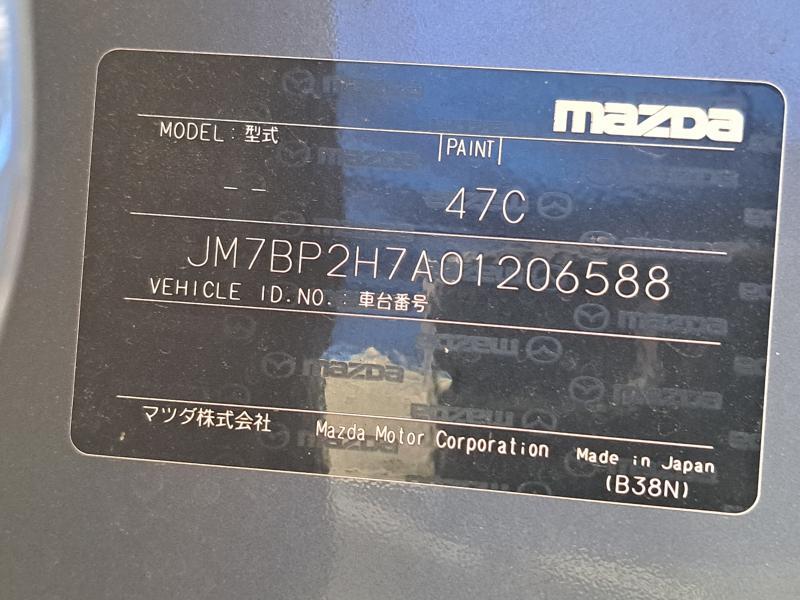 mazda
MODEL : 型式
PAINT
-- 47C
JM7BP2H7A01206588
VEHICLE ID.NO. : 車台番号
マツダ株式会社 Mazda Motor Corporation Made in Japan
(B38N)